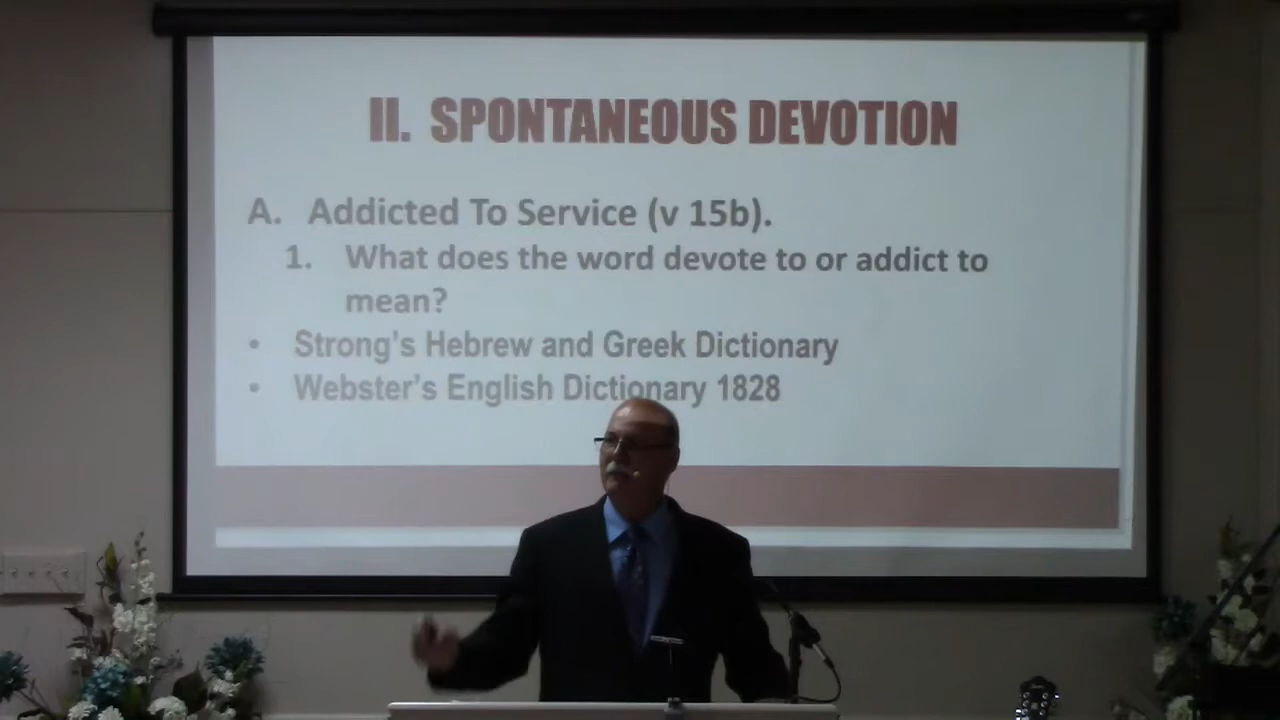 II. SPONTANEOUS DEVOTION
A. Addicted To Service (v 15b).
1. What does the word devote to or addict to
mean?
• Strong's Hebrew and Greek Dictionary
• Webster's English Dictionary 1828